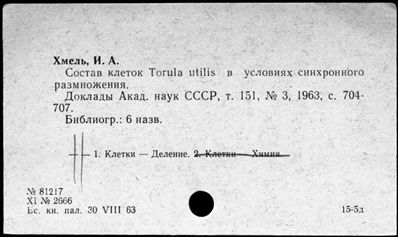 Хмель, И. А.
Состав клеток Torula utilis в условиях синхронного
размножения.
Доклады Акад. наук СССР, т. 151, № 3, 1963, с. 704-
707.
Библиогр.: 6 назв.
1. Клетки — Деление. 2. Клетки — Химия.
№ 81217
XI № 2666
Вс. кн. пал. 30 VIII 63
15-5д